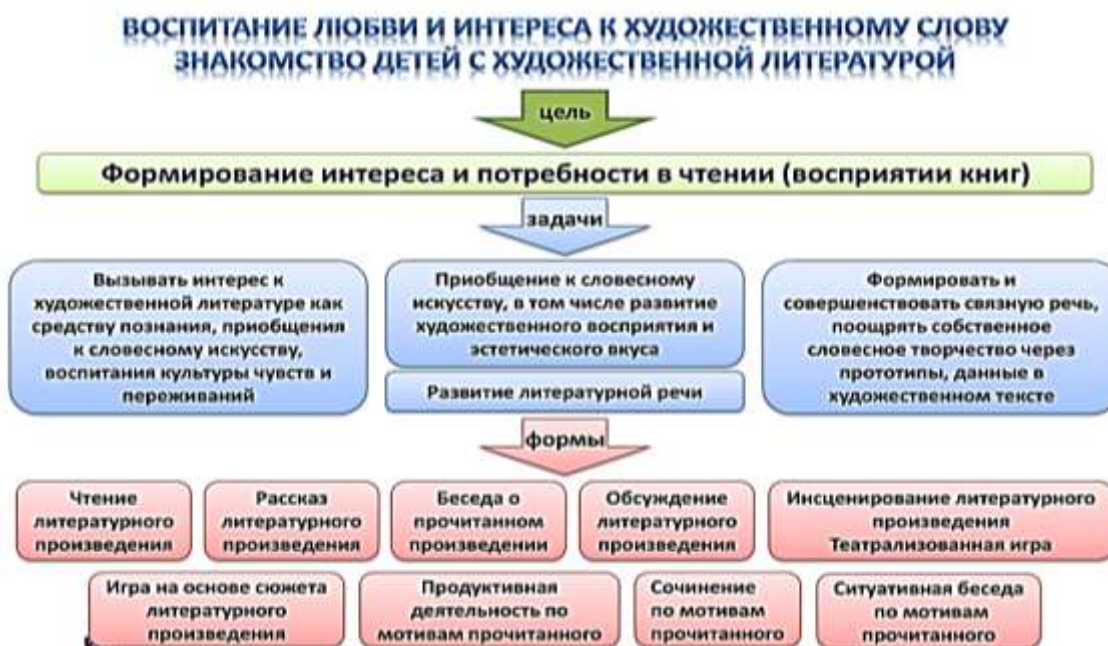 ВОСПИТАНИЕ ЛЮБВИ И ИНТЕРЕСА К ХУДОЖЕСТВЕННОМУ СЛОВУ
ЗНАКОМСТВО ДЕТЕЙ С ХУДОЖЕСТВЕННОЙ ЛИТЕРАТУРОЙ
цель
Формирование интереса и потребности в чтении (восприятии книг)
задачи
Вызывать интерес к
художественной литературе как
средству познания, приобщения
к словесному искусству,
воспитания культуры чувств и
переживаний
Приобщение к словесному
искусству, в том числе развитие
художественного восприятия и
эстетического вкуса
Развитие литературной речи
Формировать и
совершенствовать связную речь,
поощрять собственное
словесное творчество через
прототипы, данные в
художественном тексте
формы
Чтение
литературного
произведения
Рассказ
литературного
произведения
Беседа о
прочитанном
произведении
Обсуждение
литературного
произведения
Инсценирование литературного
произведения
Театрализованная игра
Игра на основе сюжета
литературного
произведения
Продуктивная
деятельность по
мотивам прочитанного
Сочинение
по мотивам
прочитанного
Ситуативная беседа
по мотивам
прочитанного